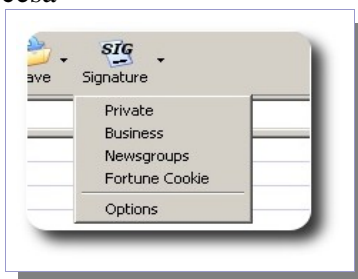 SIG
ave Signature
Private
Business
Newsgroups
Fortune Cookie
Options